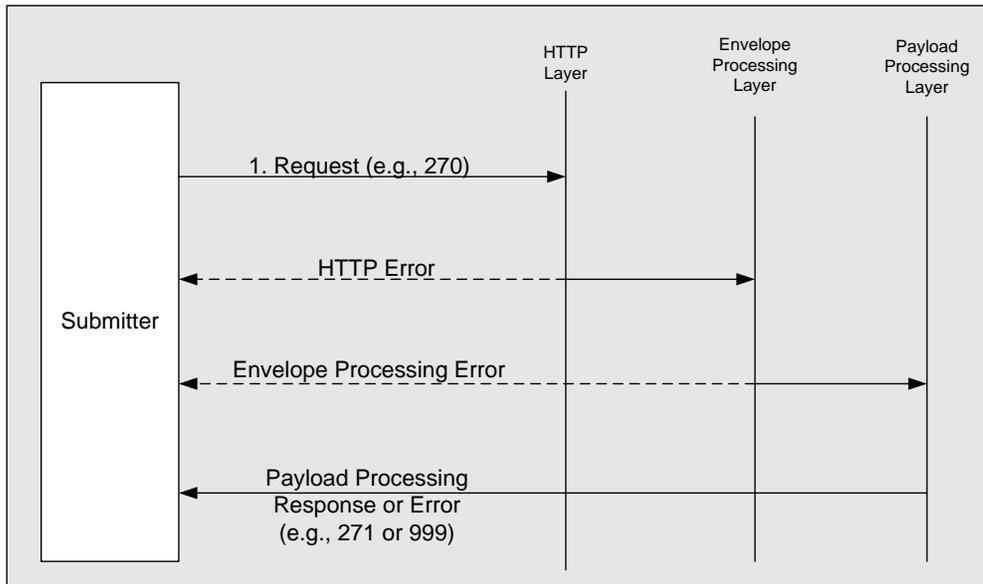 HTTP
Layer
Envelope
Processing
Layer
Payload
Processing
Layer
1. Request (e.g., 270)
HTTP Error
Submitter
Envelope Processing Error
Payload Processing
Response or Error
(e.g., 271 or 999)